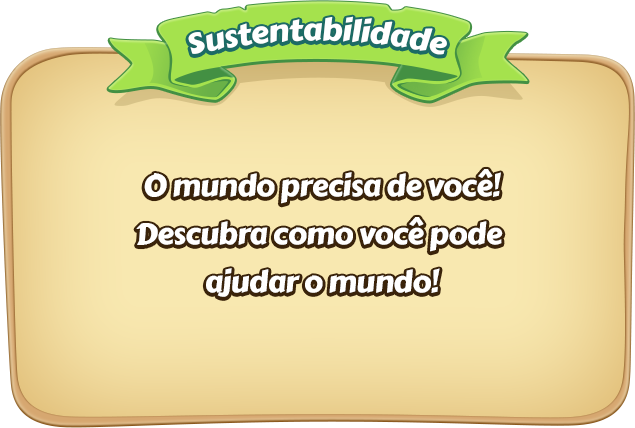 Sustentabilidade
O mundo precisa de você!
Descubra como você pode
ajudar o mundo!